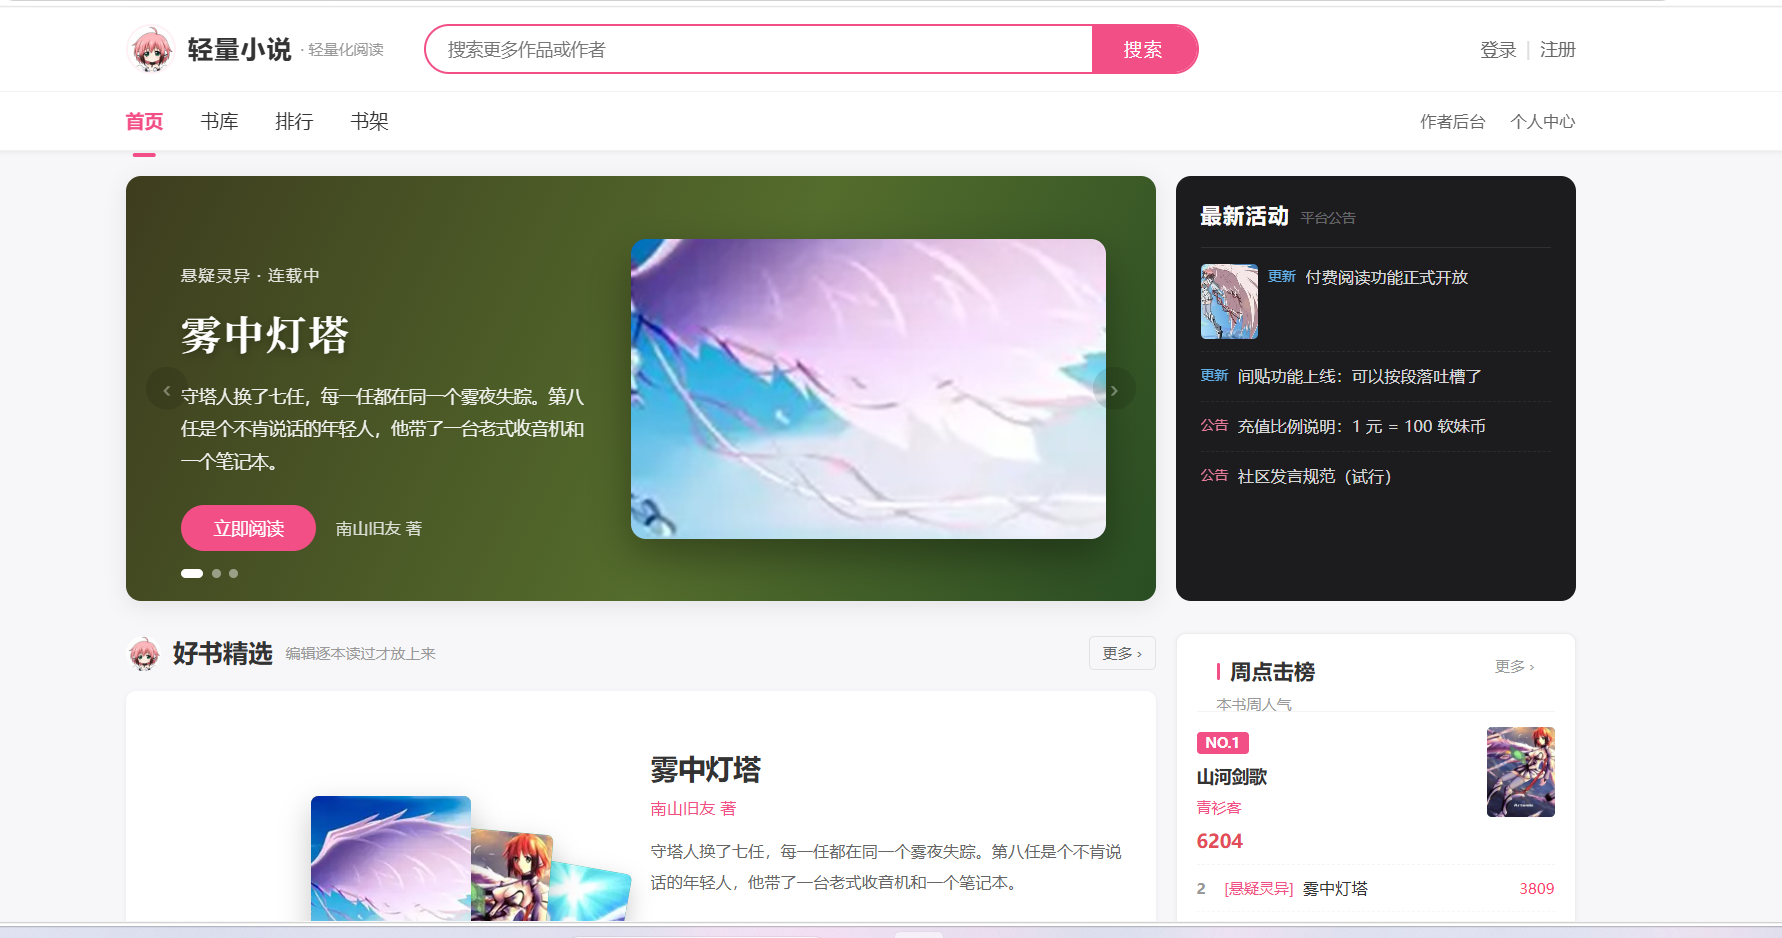 轻量小说 · 轻量化阅读
搜索更多作品或作者
搜索
登录 | 注册
首页 书库 排行 书架
作者后台 个人中心
悬疑灵异 · 连载中
雾中灯塔
守塔人换了七任，每一任都在同一个雾夜失踪。第八
任是个不肯说话的年轻人，他带了一台老式收音机和
一个笔记本。
立即阅读 南山旧友 著
最新活动 平台公告
更新 付费阅读功能正式开放
更新 间贴功能上线：可以按段落吐槽了
公告 充值比例说明：1 元 = 100 软妹币
公告 社区发言规范（试行）
好书精选 编辑逐本读过才放上来
更多 ›
雾中灯塔
南山旧友 著
守塔人换了七任，每一任都在同一个雾夜失踪。第八任是个不肯说
话的年轻人，他带了一台老式收音机和一个笔记本。
周点击榜 更多 ›
本书周人气
NO.1
山河剑歌
青衫客
6204
2 [悬疑灵异] 雾中灯塔 3809